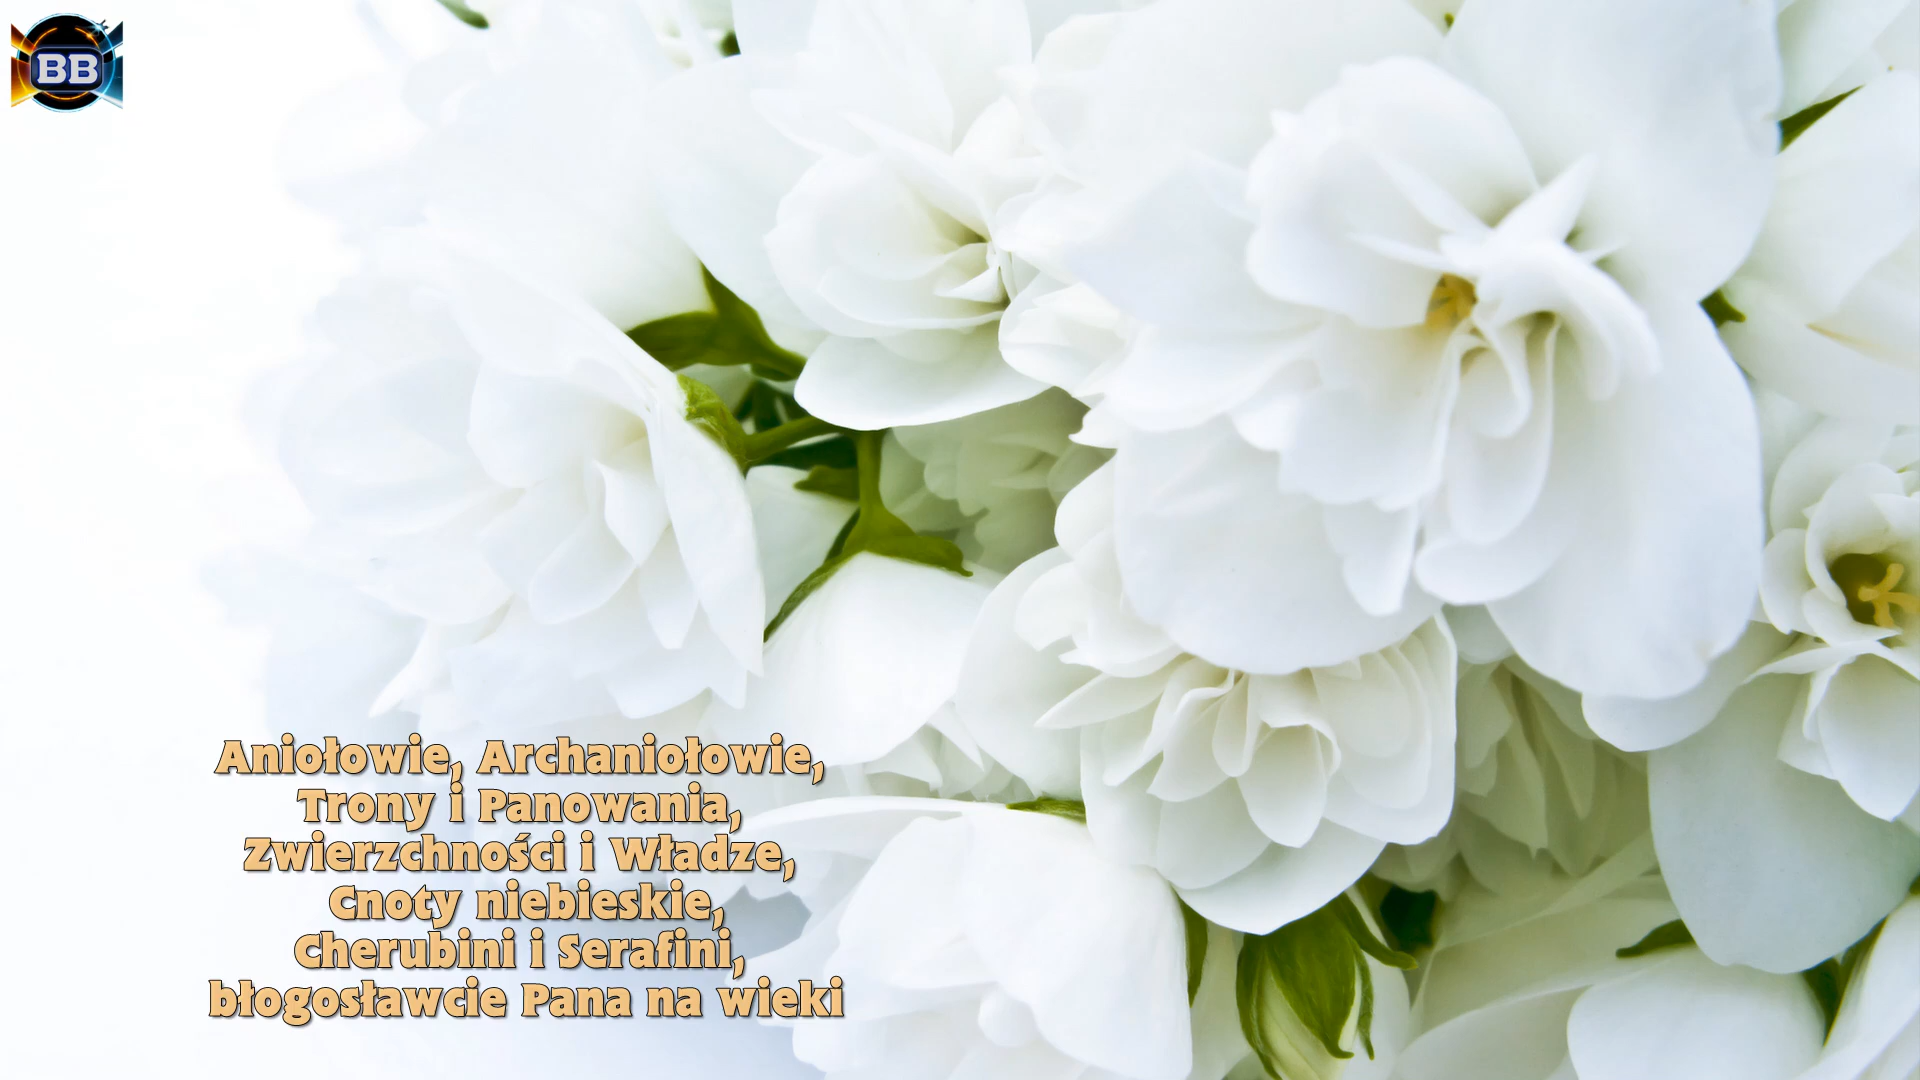 BB
Aniołowie, Archaniołowie,
Trony i Panowania,
Zwierzchności i Władze,
Cnoty niebieskie,
Cherubini i Serafini,
błogosławcie Pana na wieki